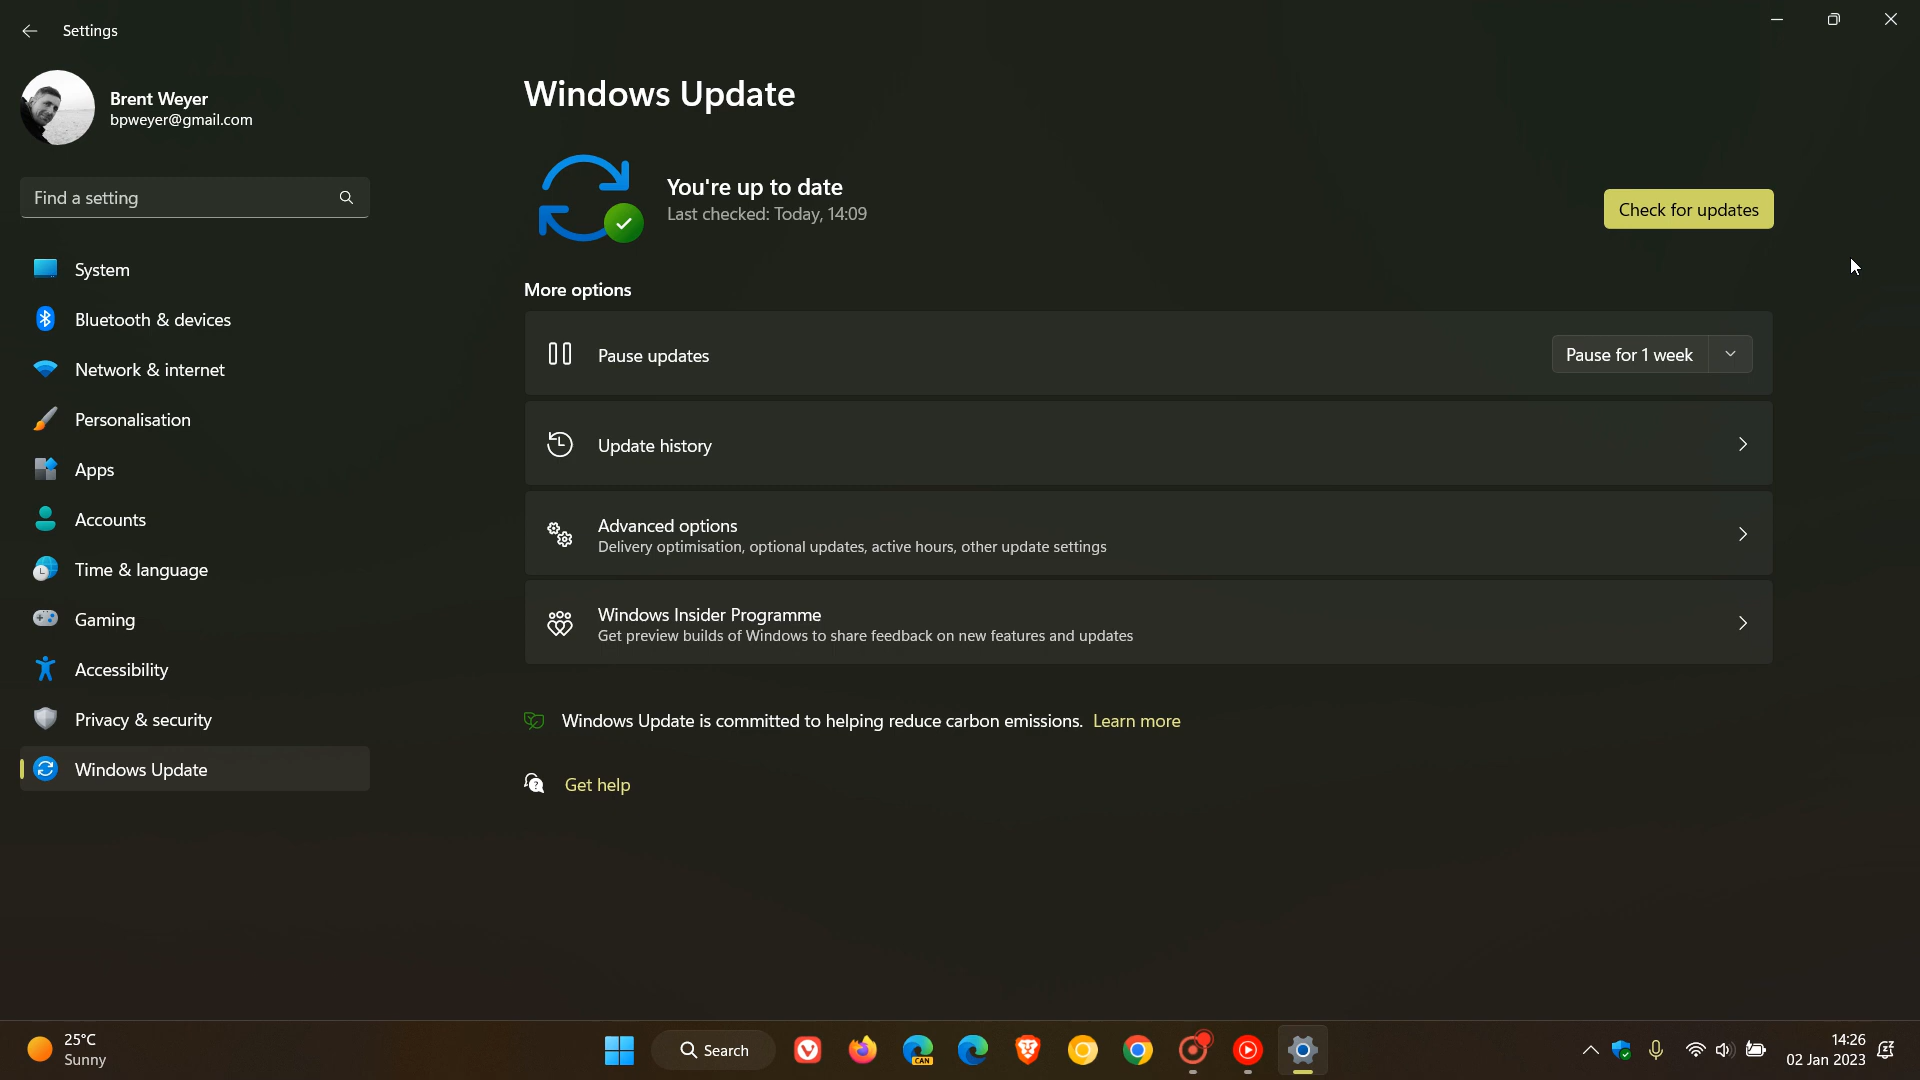 Settings
Brent Weyer
bpweyer@gmail.com
Find a setting
System
Bluetooth & devices
Network & internet
Personalisation
Apps
Accounts
Time & language
Gaming
Accessibility
Privacy & security
Windows Update
Windows Update
You're up to date
Last checked: Today, 14:09
Check for updates
More options
Pause updates
Pause for 1 week
Update history
Advanced options
Delivery optimisation, optional updates, active hours, other update settings
Windows Insider Programme
Get preview builds of Windows to share feedback on new features and updates
Windows Update is committed to helping reduce carbon emissions. Learn more
Get help
25°C
Sunny
Search
CAN
14:26
02 Jan 2023